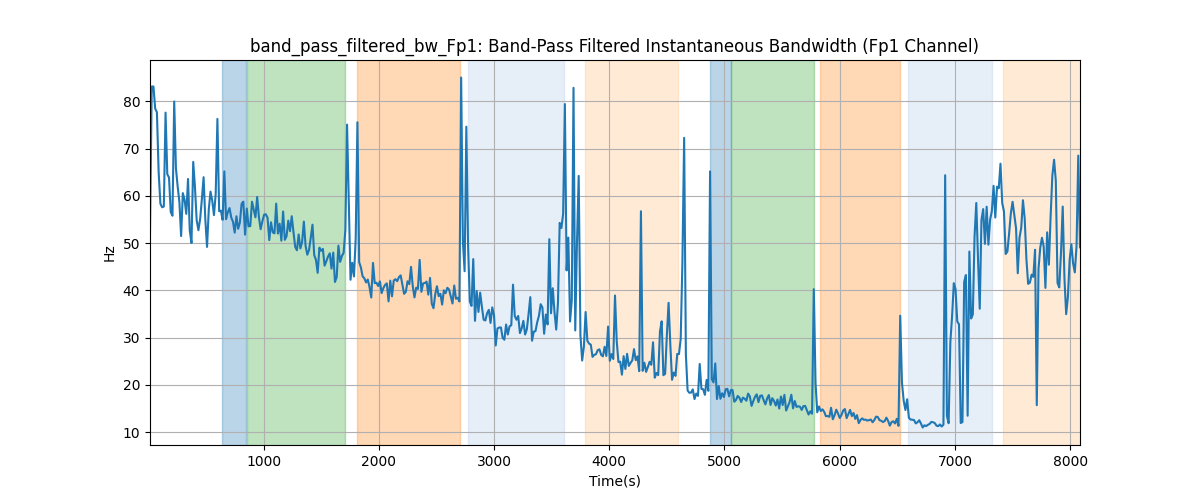 band_pass_filtered_bw_Fp1: Band-Pass Filtered Instantaneous Bandwidth (Fp1 Channel)
80
70
60
50
40
30
20
10
Hz
1000 2000 3000 4000 5000 6000 7000 8000
Time(s)